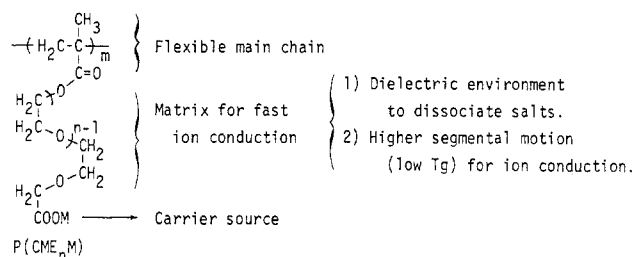 CH3
—(H2C-C)—m } Flexible main chain
C=O
H2C O
H2C O n-1
CH2
O CH2
H2C O
COOM → Carrier source
P(CMEnM)
Matrix for fast
ion conduction
1) Dielectric environment
to dissociate salts.
2) Higher segmental motion
(low Tg) for ion conduction.